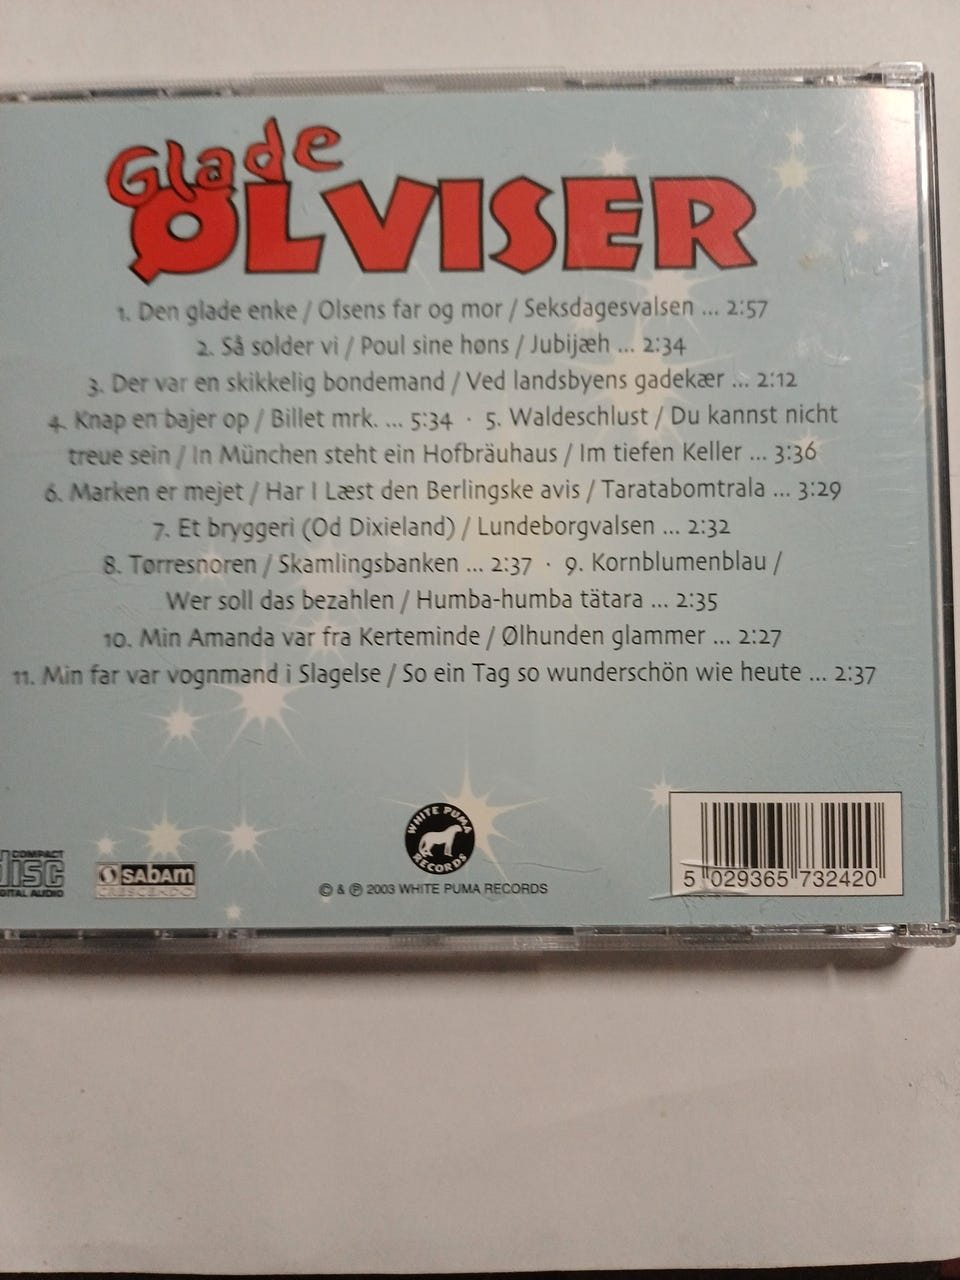 Glade
ØLVISER
1. Den glade enke / Olsens far og mor / Seksdagesvalsen ... 2:57
2. Så solder vi / Poul sine høns / Jubijæh ... 2:34
3. Der var en skikkelig bondemand / Ved landsbyens gadekær ... 2:12
4. Knap en bajer op / Billet mrk. ... 5:34 · 5. Waldeschlust / Du kannst nicht
treue sein / In München steht ein Hofbräuhaus / Im tiefen Keller ... 3:36
6. Marken er mejet / Har I Læst den Berlingske avis / Taratabomtrala ... 3:29
7. Et bryggeri (Od Dixieland) / Lundeborgvalsen ... 2:32
8. Tørresnoren / Skamlingsbanken ... 2:37 · 9. Kornblumenblau /
Wer soll das bezahlen / Humba-humba tätara ... 2:35
10. Min Amanda var fra Kerteminde / Ølhunden glammer ... 2:27
11. Min far var vognmand i Slagelse / So ein Tag so wunderschön wie heute ... 2:37
COMPACT
disc
DIGITAL AUDIO
sabam
CRESCENDO
WHITE PUMA
RECORDS
© & ℗ 2003 WHITE PUMA RECORDS
5 029365 732420